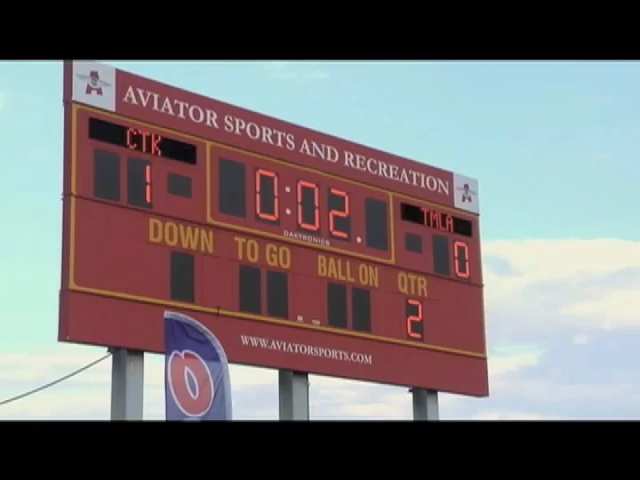 AVIATOR SPORTS AND RECREATION
CTK
TMLA
1
0:02.
0
DAKTRONICS
DOWN TO GO BALL ON QTR
2
WWW.AVIATORSPORTS.COM